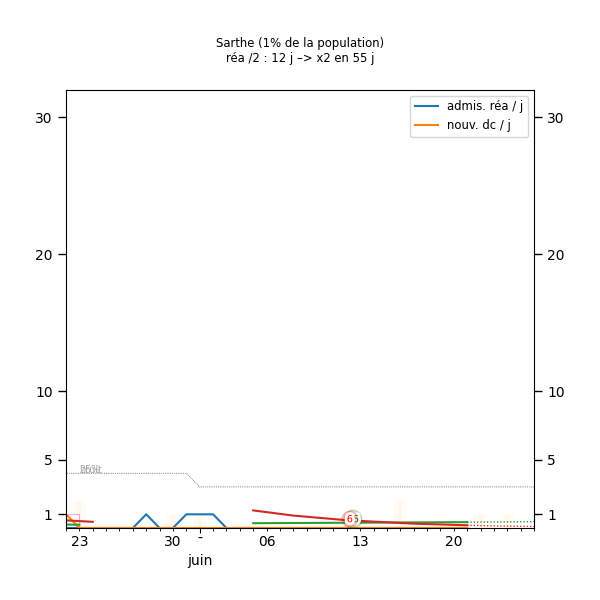 Sarthe (1% de la population)
réa /2 : 12 j –> x2 en 55 j
admis. réa / j
nouv. dc / j
30 30
20 20
10 10
5 5
1 1
65
23 30 - 06 13 20
juin